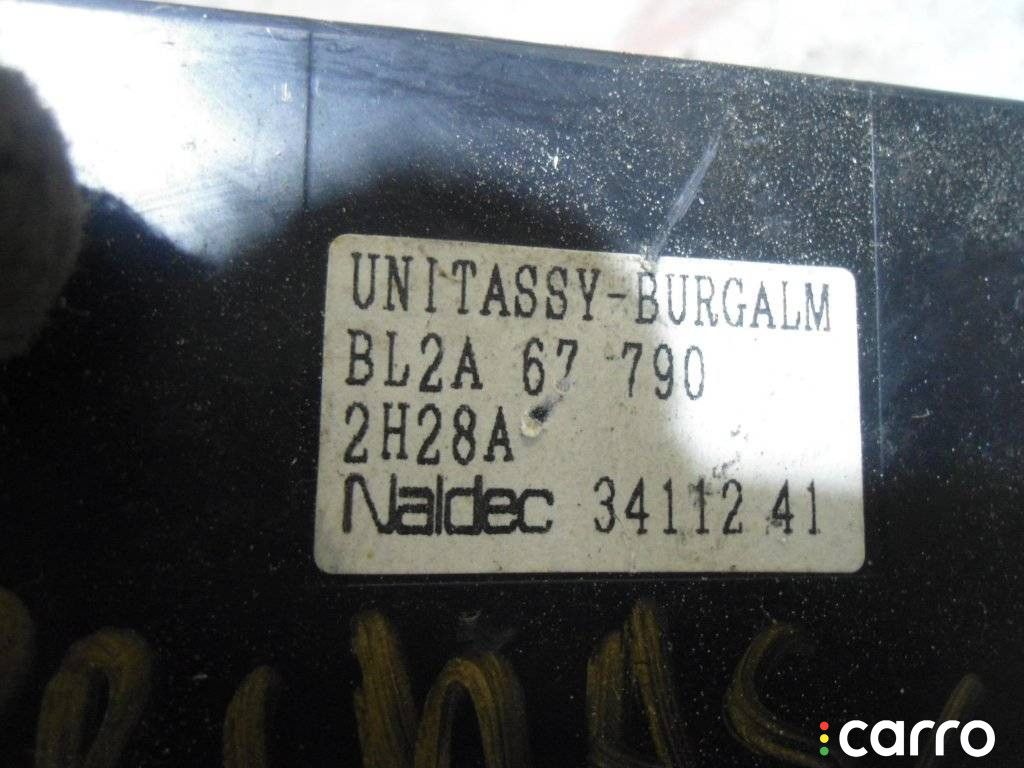 UNITASSY-BURGALM
BL2A 67 790
2H28A
Naldec 34112 41
carro